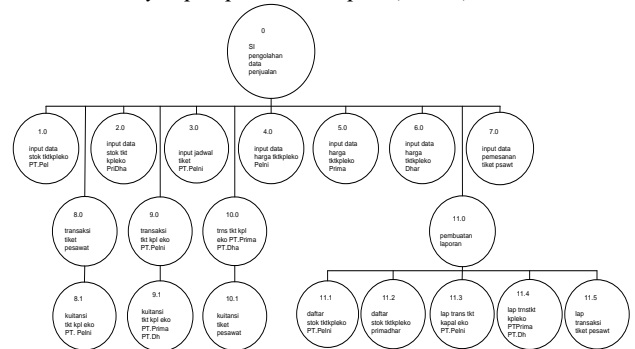 0
SI
pengolahan
data
penjualan
1.0
input data
stok tktkpleko
PT.Pel
2.0
input data
stok tkt
kpleko
PriDha
3.0
input jadwal
tiket
PT.Pelni
4.0
input data
harga tktkpleko
Pelni
5.0
input data
harga
tktkpleko
Prima
6.0
input data
harga
tktkpleko
Dhar
7.0
input data
pemesanan
tiket psawt
8.0
transaksi
tiket
pesawat
9.0
transaksi
tkt kpl eko
PT.Pelni
10.0
trns tkt kpl
eko PT.Prima
PT.Dha
11.0
pembuatan
laporan
8.1
kuitansi
tkt kpl eko
PT. Pelni
9.1
kuitansi
tkt kpl eko
PT.Prima
PT.Dh
10.1
kuitansi
tiket
pesawat
11.1
daftar
stok tktkpleko
PT.Pelni
11.2
daftar
stok tktkpleko
primadhar
11.3
lap trans tkt
kapal eko
PT.Pelni
11.4
lap trnstkt
kpleko
PTPrima
PT.Dh
11.5
lap
transaksi
tiket pesawt